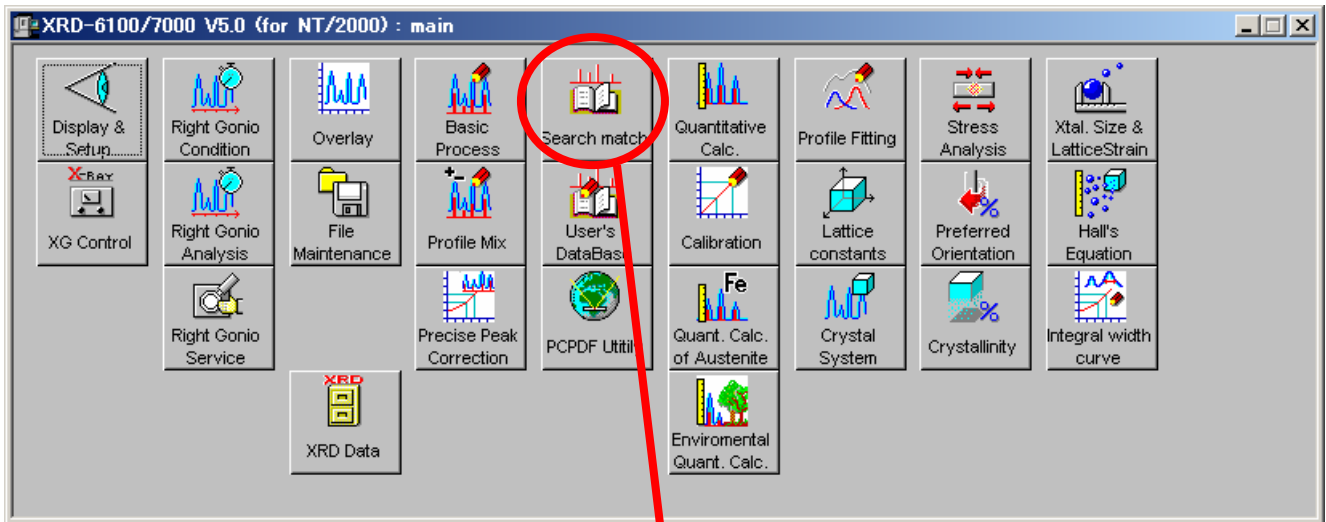 XRD-6100/7000 V5.0 (for NT/2000) : main
Display &
Setup
Right Gonio
Condition
Overlay
Basic
Process
Search match
Quantitative
Calc.
Profile Fitting
Stress
Analysis
Xtal. Size &
LatticeStrain
X-Ray
XG Control
Right Gonio
Analysis
File
Maintenance
Profile Mix
User's
DataBase
Calibration
Lattice
constants
%
Preferred
Orientation
Hall's
Equation
Right Gonio
Service
Precise Peak
Correction
PCPDF Utitily
Fe
Quant. Calc.
of Austenite
Crystal
System
%
Crystallinity
Integral width
curve
XRD
XRD Data
Enviromental
Quant. Calc.